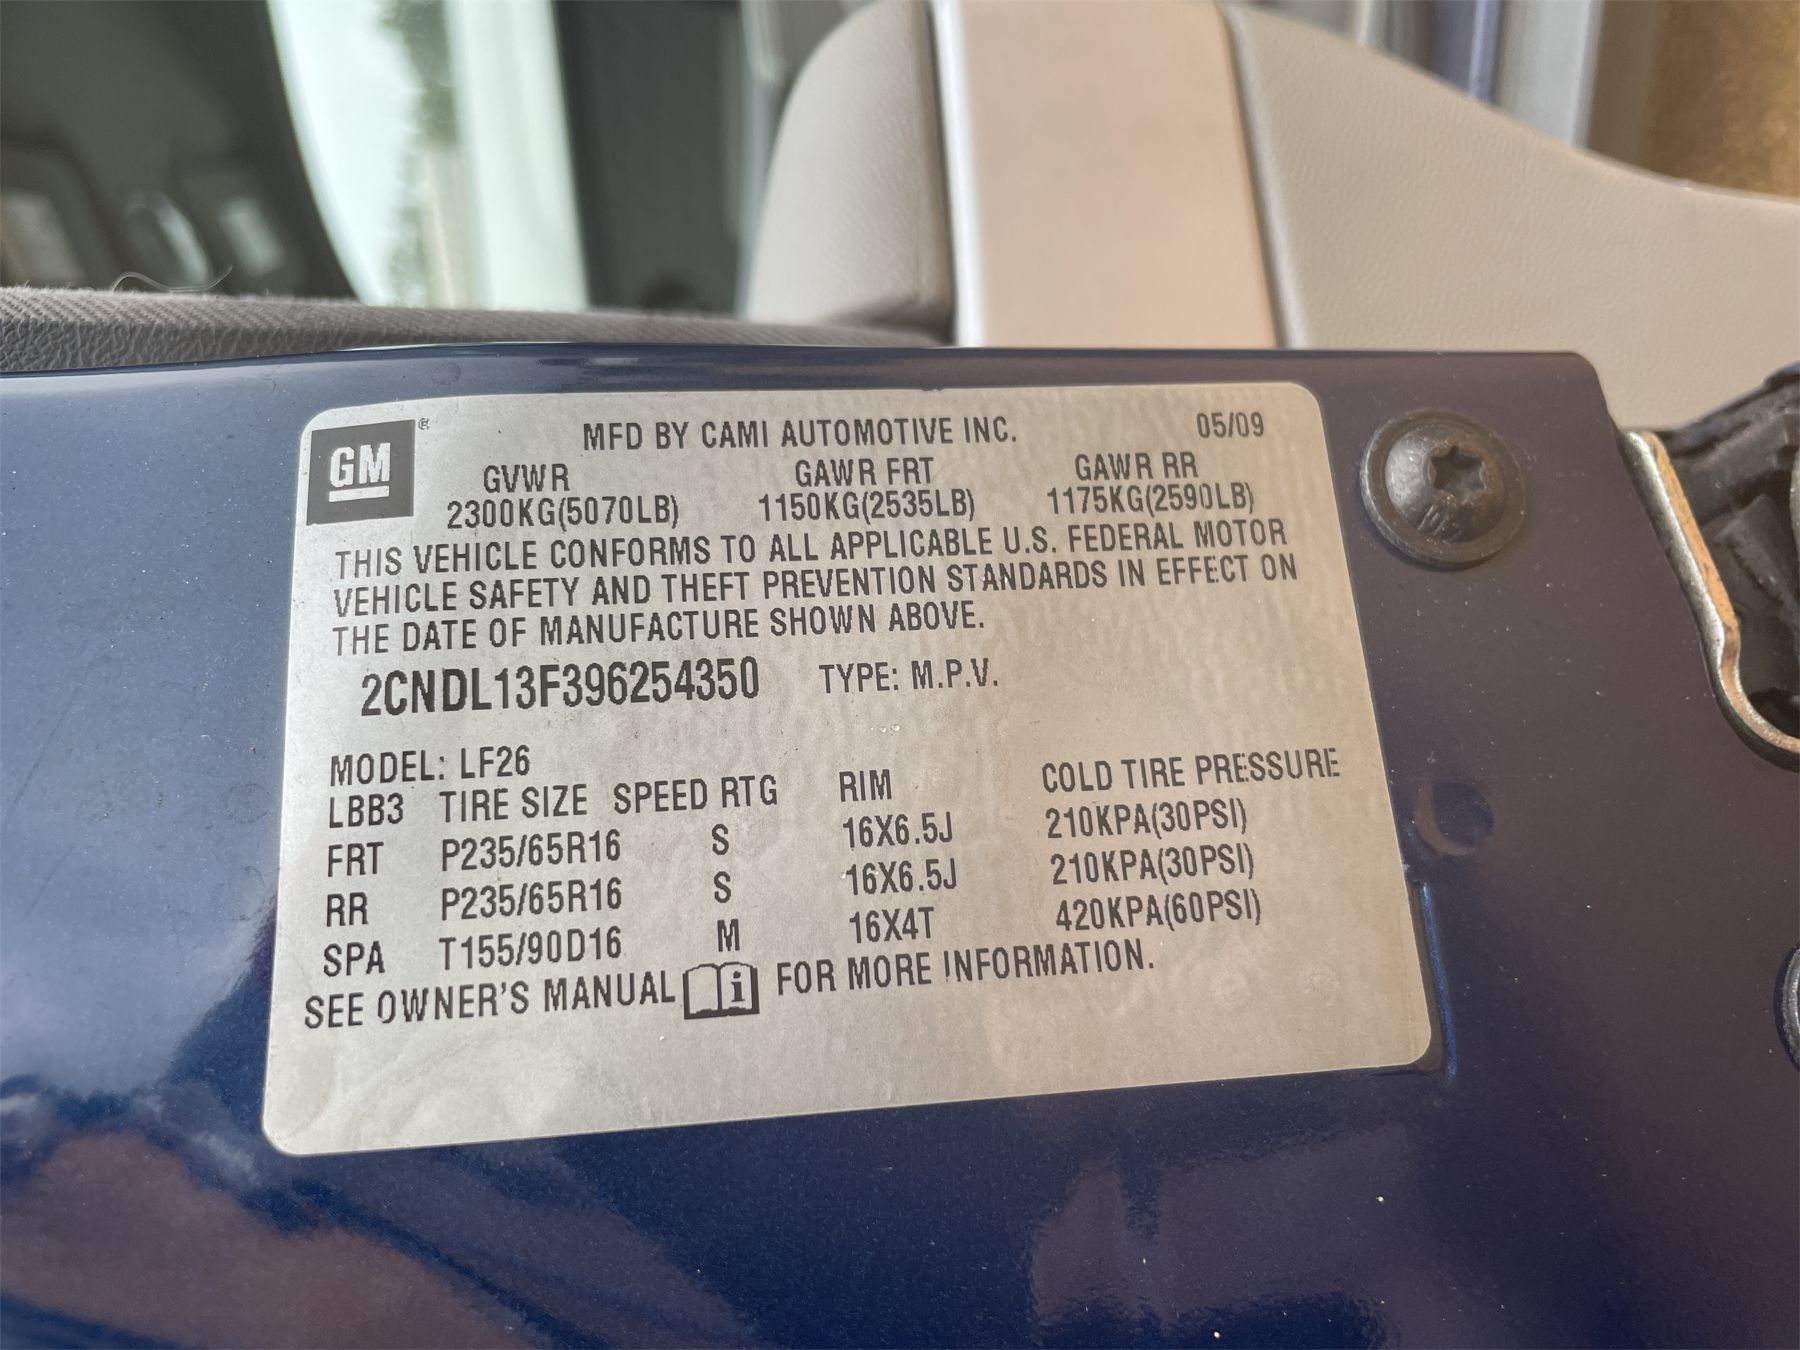 GM ®
MFD BY CAMI AUTOMOTIVE INC. 05/09
GVWR GAWR FRT GAWR RR
2300KG(5070LB) 1150KG(2535LB) 1175KG(2590LB)
THIS VEHICLE CONFORMS TO ALL APPLICABLE U.S. FEDERAL MOTOR
VEHICLE SAFETY AND THEFT PREVENTION STANDARDS IN EFFECT ON
THE DATE OF MANUFACTURE SHOWN ABOVE.
2CNDL13F396254350 TYPE: M.P.V.
MODEL: LF26
LBB3 TIRE SIZE SPEED RTG RIM COLD TIRE PRESSURE
FRT P235/65R16 S 16X6.5J 210KPA(30PSI)
RR P235/65R16 S 16X6.5J 210KPA(30PSI)
SPA T155/90D16 M 16X4T 420KPA(60PSI)
SEE OWNER'S MANUAL i FOR MORE INFORMATION.